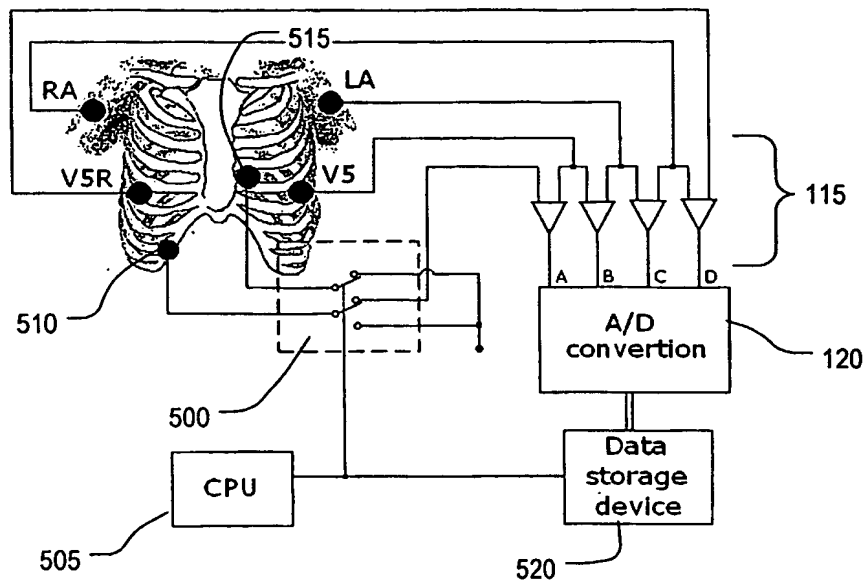 515
RA
LA
V5R
V5
115
510
A
B
C
D
A/D
convertion
120
500
CPU
Data
storage
device
505
520